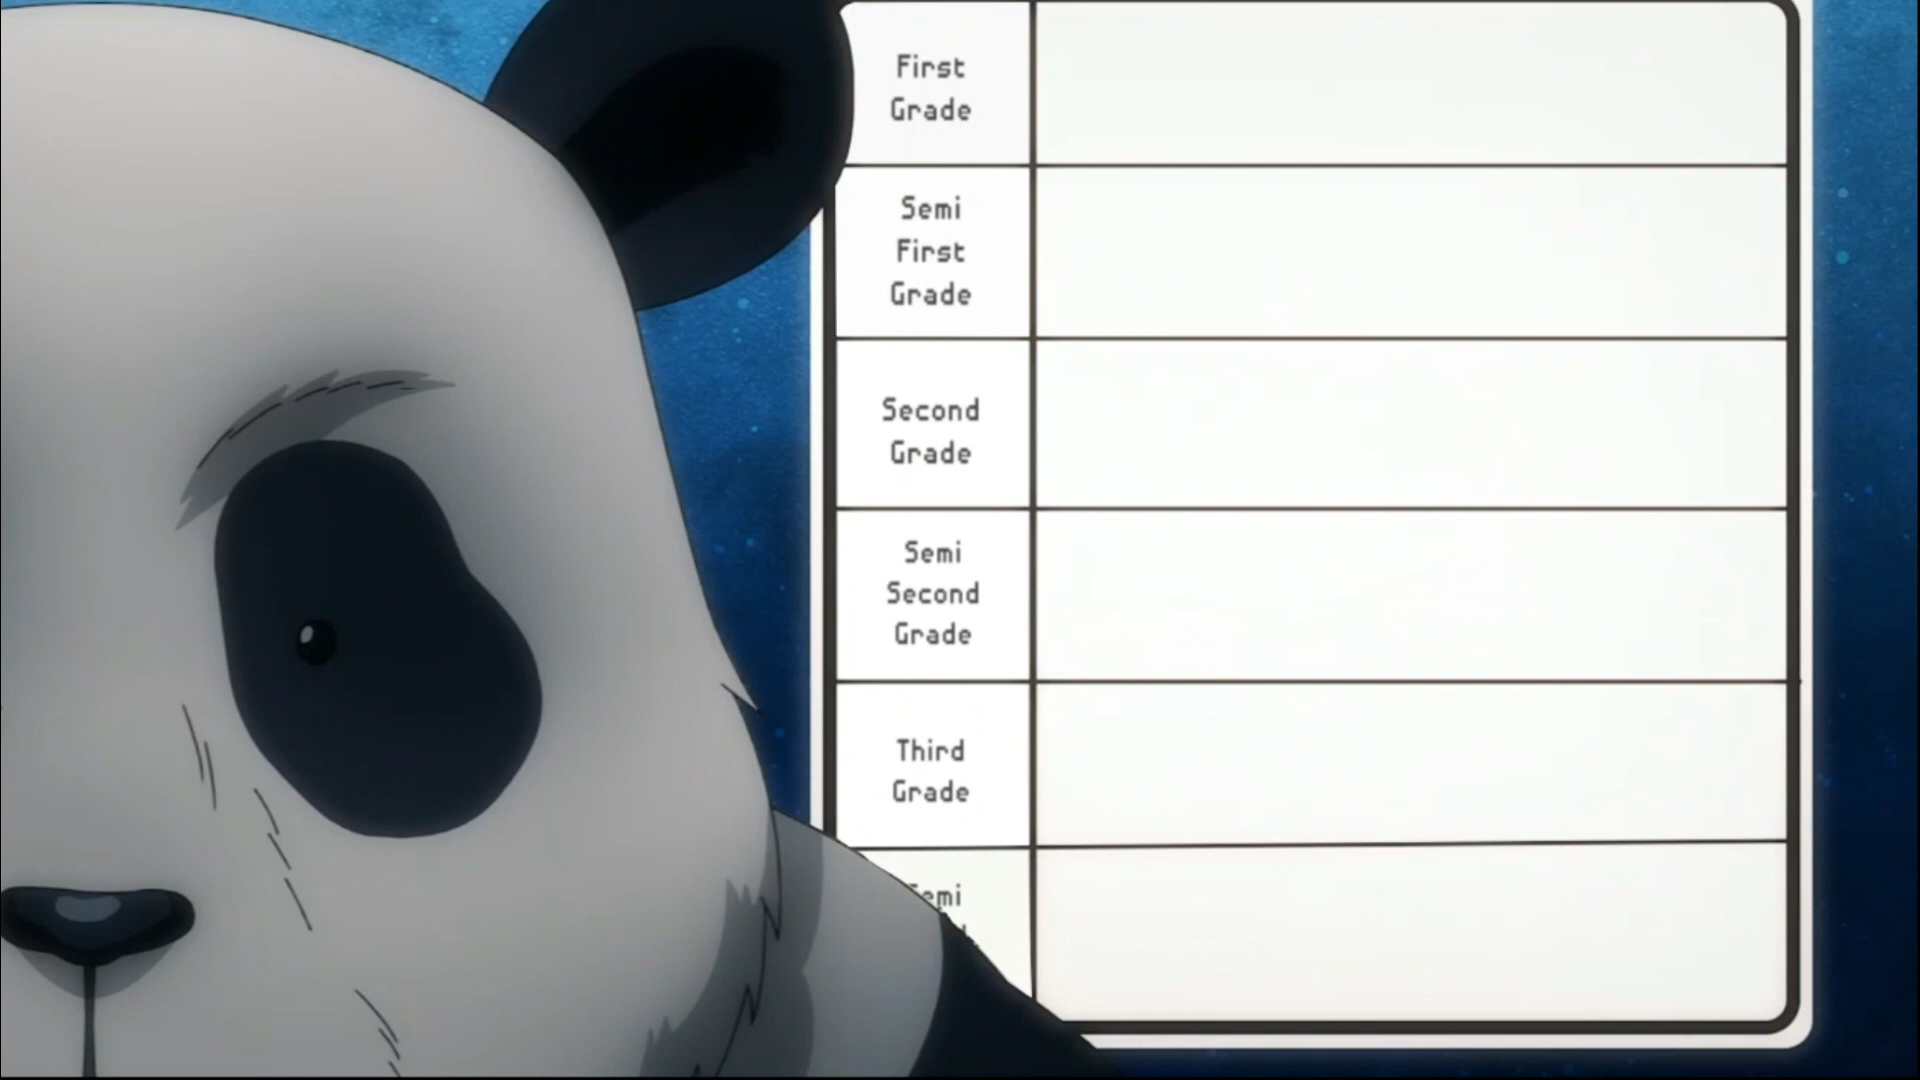 First
Grade
Semi
First
Grade
Second
Grade
Semi
Second
Grade
Third
Grade